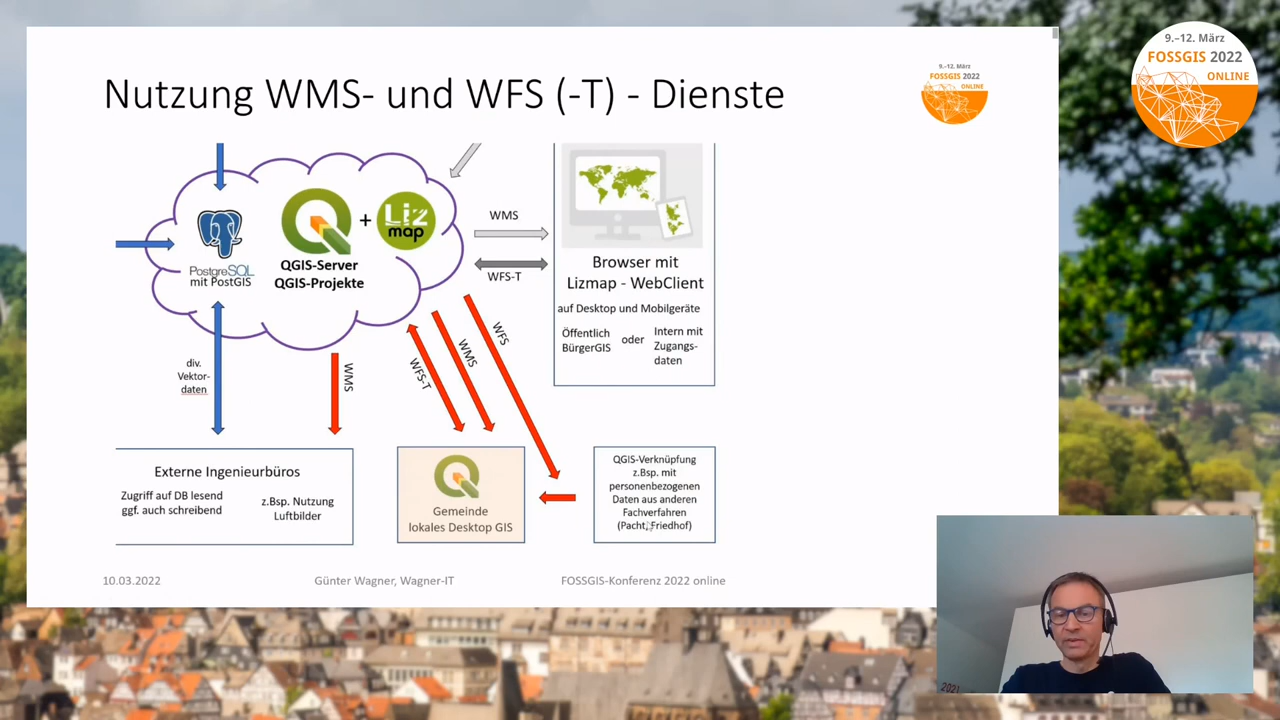 9.–12. März
FOSSGIS 2022
ONLINE
Nutzung WMS- und WFS (-T) - Dienste
9.–12. März
FOSSGIS 2022
ONLINE
PostgreSQL
mit PostGIS
+
Liz
map
QGIS-Server
QGIS-Projekte
WMS
WFS-T
Browser mit
Lizmap - WebClient
auf Desktop und Mobilgeräte
Öffentlich
BürgerGIS
oder
Intern mit
Zugangs-
daten
div.
Vektor-
daten
WMS
WFS-T
WMS
WFS
Externe Ingenieurbüros
Zugriff auf DB lesend
ggf. auch schreibend
z.Bsp. Nutzung
Luftbilder
Gemeinde
lokales Desktop GIS
QGIS-Verknüpfung
z.Bsp. mit
personenbezogenen
Daten aus anderen
Fachverfahren
(Pacht,Friedhof)
10.03.2022
Günter Wagner, Wagner-IT
FOSSGIS-Konferenz 2022 online
2021